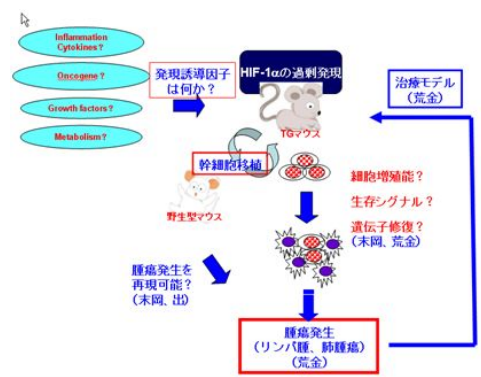 Inflammation
Cytokines？
Oncogene？
Growth factors？
Metabolism？
発現誘導因子
は何か？
HIF-1αの過剰発現
TGマウス
治療モデル
(荒金)
幹細胞移植
野生型マウス
細胞増殖能？
生存シグナル？
遺伝子修復？
(末岡、荒金)
腫瘍発生を
再現可能？
(末岡、出)
腫瘍発生
(リンパ腫、肺腫瘍)
(荒金)